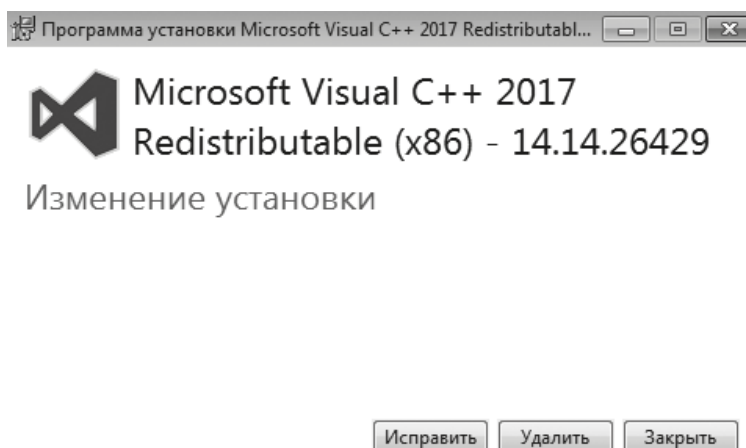 Программа установки Microsoft Visual C++ 2017 Redistributabl...
Microsoft Visual C++ 2017
Redistributable (x86) - 14.14.26429
Изменение установки
Исправить Удалить Закрыть